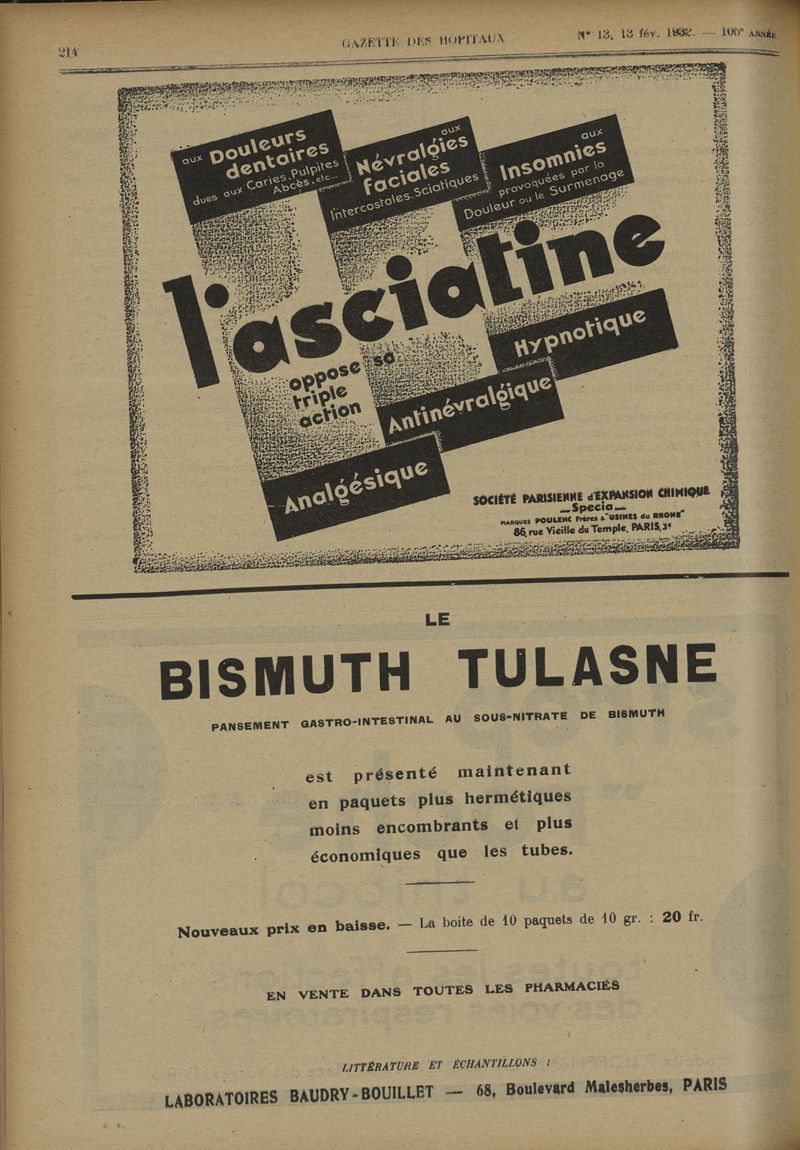 214
GAZETTE DES HOPITAUX
N° 13, 13 fév. 1932. — 105e ANNÉE.
aux Douleurs
dentaires
dues aux Caries. Pulpites
Abcès, etc...
aux
Névralgies
faciales
Intercostales. Sciatiques
aux
Insomnies
provoquées par la
Douleur ou le Surmenage
l'asciatine
oppose sa
triple
action
Hypnotique
Antinévralgique
Analgésique
SOCIÉTÉ PARISIENNE d'EXPANSION CHIMIQUE
— Specia —
MARQUES POULENC Frères & "USINES du RHONE"
86, rue Vieille du Temple, PARIS, 3e
LE
BISMUTH TULASNE
PANSEMENT GASTRO-INTESTINAL AU SOUS-NITRATE DE BISMUTH
est présenté maintenant
en paquets plus hermétiques
moins encombrants et plus
économiques que les tubes.
Nouveaux prix en baisse. — La boite de 10 paquets de 10 gr. : 20 fr.
EN VENTE DANS TOUTES LES PHARMACIES
LITTÉRATURE ET ÉCHANTILLONS :
LABORATOIRES BAUDRY-BOUILLET — 68, Boulevard Malesherbes, PARIS